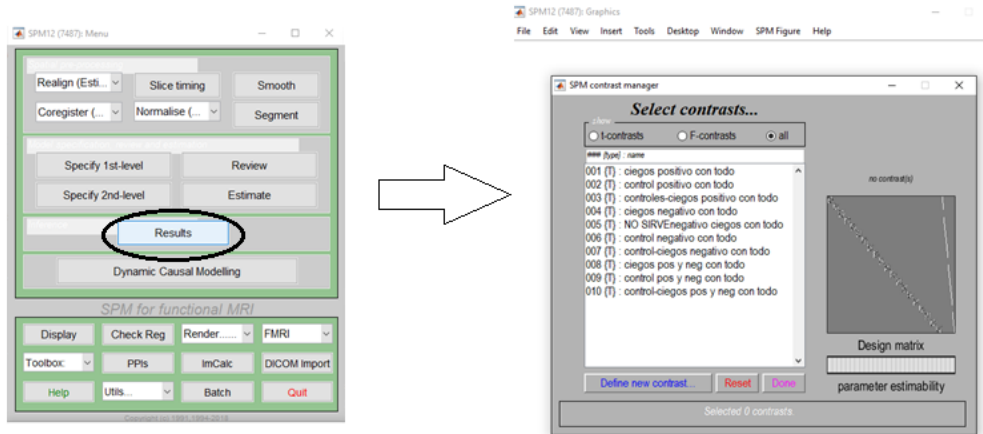 SPM12 (7487): Menu
Realign (Esti...
Slice timing
Smooth
Coregister (...
Normalise (...
Segment
Specify 1st-level
Review
Specify 2nd-level
Estimate
Results
Dynamic Causal Modelling
SPM for functional MRI
Display
Check Reg
Render......
FMRI
Toolbox:
PPIs
ImCalc
DICOM Import
Help
Utils...
Batch
Quit
Copyright (c) 1991,1994-2018
SPM12 (7487): Graphics
File Edit View Insert Tools Desktop Window SPM Figure Help
SPM contrast manager
Select contrasts...
show
t-contrasts
F-contrasts
all
### {type} : name
001 {T} : ciegos positivo con todo
002 {T} : control positivo con todo
003 {T} : controles-ciegos positivo con todo
004 {T} : ciegos negativo con todo
005 {T} : NO SIRVEnegativo ciegos con todo
006 {T} : control negativo con todo
007 {T} : control-ciegos negativo con todo
008 {T} : ciegos pos y neg con todo
009 {T} : control pos y neg con todo
010 {T} : control-ciegos pos y neg con todo
no contrast(s)
Design matrix
parameter estimability
Define new contrast...
Reset
Done
Selected 0 contrasts.